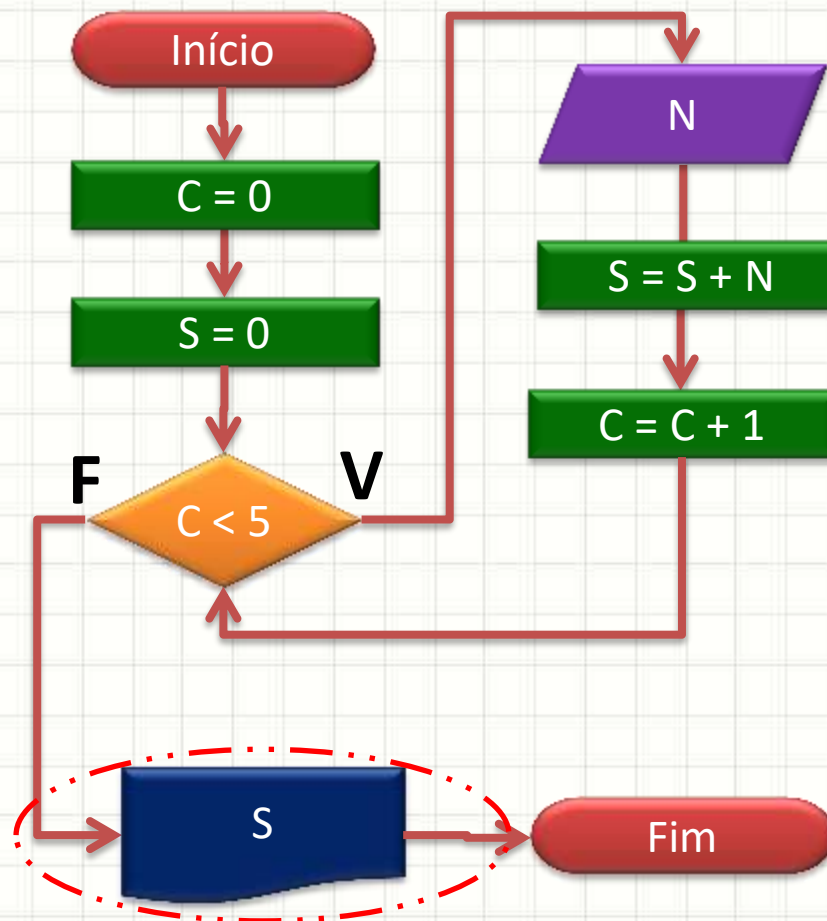 Início
C = 0
S = 0
F
V
C < 5
N
S = S + N
C = C + 1
S
Fim